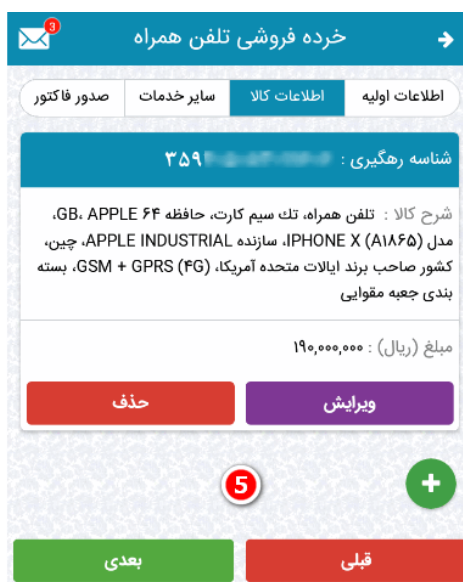 3
خرده فروشی تلفن همراه
اطلاعات اولیه
اطلاعات کالا
سایر خدمات
صدور فاکتور
شناسه رهگیری : ۳۵۹
شرح کالا : تلفن همراه، تك سیم کارت، حافظه ۶۴ GB، APPLE،
مدل IPHONE X (A۱۸۶۵)، سازنده APPLE INDUSTRIAL، چین،
کشور صاحب برند ایالات متحده آمریکا، GSM + GPRS (۴G)، بسته
بندی جعبه مقوایی
مبلغ (ریال) : ۱۹۰,۰۰۰,۰۰۰
ویرایش
حذف
5
+
قبلی
بعدی